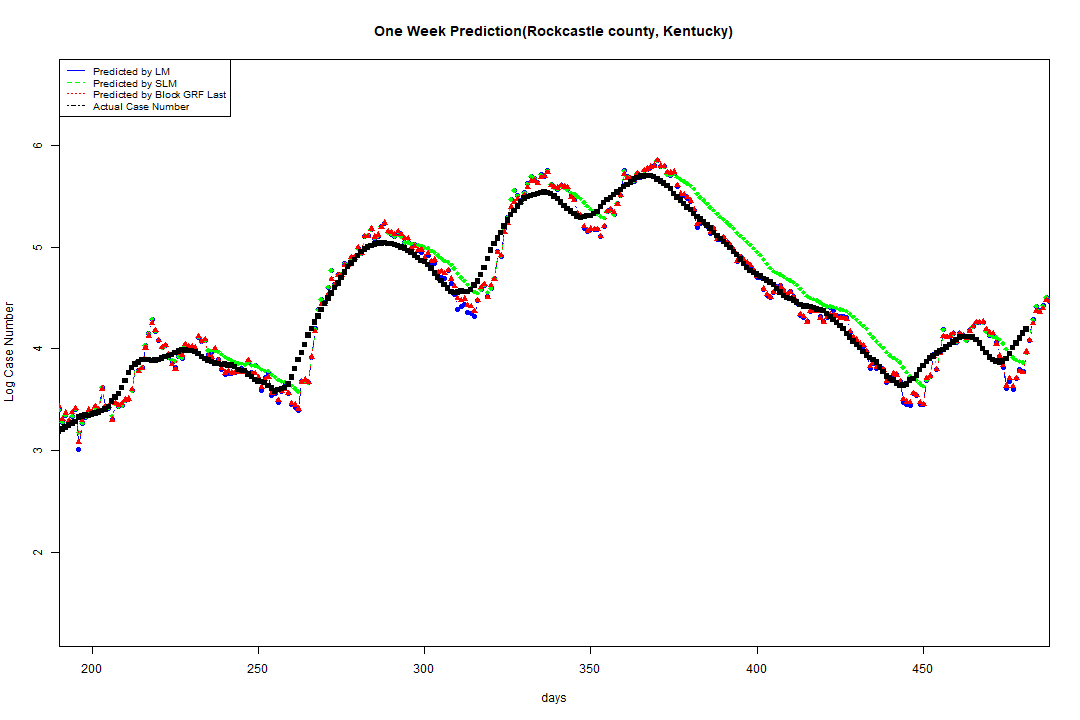 One Week Prediction(Rockcastle county, Kentucky)
Predicted by LM
Predicted by SLM
Predicted by Block GRF Last
Actual Case Number
6
5
4
3
2
Log Case Number
200 250 300 350 400 450
days